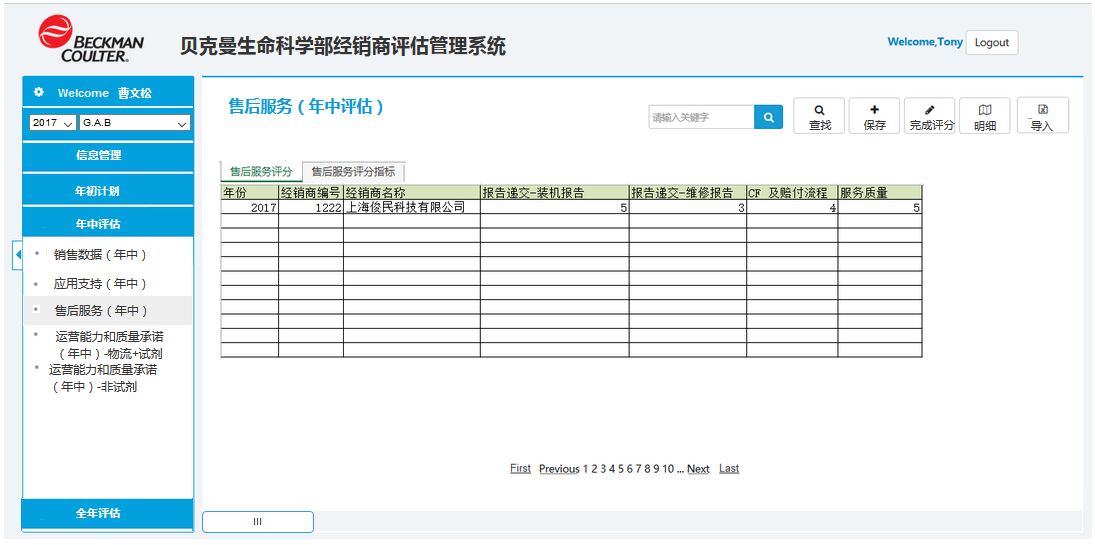 BECKMAN
COULTER®
贝克曼生命科学部经销商评估管理系统
Welcome,Tony Logout
Welcome 曹文松
2017 G.A.B
信息管理
年初计划
年中评估
销售数据（年中）
应用支持（年中）
售后服务（年中）
运营能力和质量承诺
（年中）-物流+试剂
运营能力和质量承诺
（年中）-非试剂
全年评估
售后服务（年中评估）
请输入关键字
查找 保存 完成评分 明细 导入
售后服务评分 售后服务评分指标
年份 经销商编号 经销商名称 报告递交-装机报告 报告递交-维修报告 CF 及赔付流程 服务质量
2017 1222 上海俊民科技有限公司 5 3 4 5
First Previous 1 2 3 4 5 6 7 8 9 10 ... Next Last
III